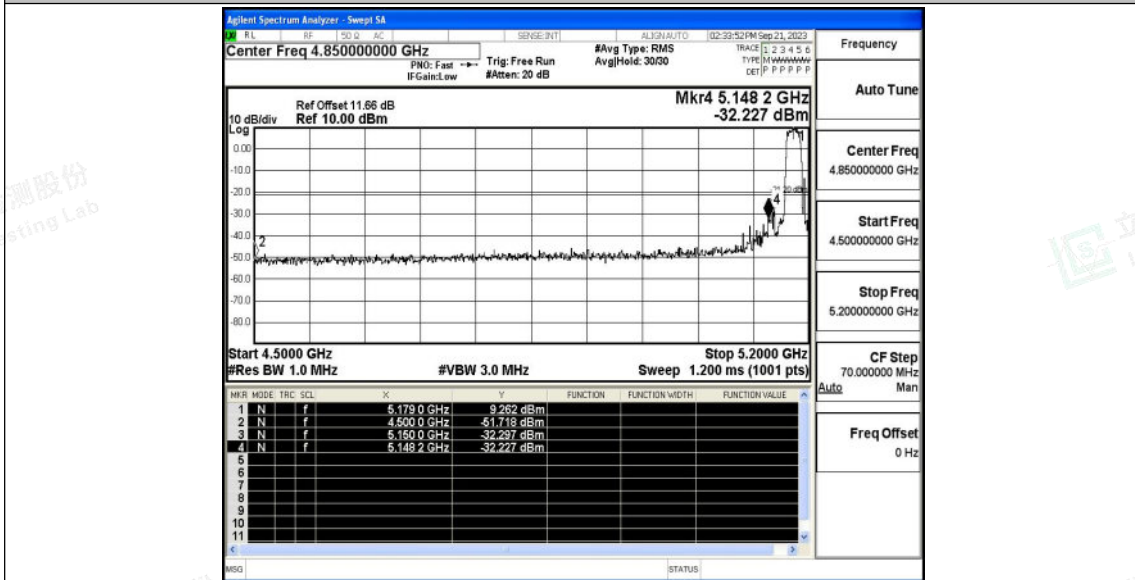 Agilent Spectrum Analyzer - Swept SA
RL RF 50 Ω AC SENSE:INT ALIGNAUTO 02:33:52PM Sep 21, 2023
Center Freq 4.850000000 GHz
PNO: Fast
IFGain:Low
Trig: Free Run
#Atten: 20 dB
#Avg Type: RMS
Avg|Hold: 30/30
TRACE 1 2 3 4 5 6
TYPE M WWWWW
DET P P P P P P
Frequency
Auto Tune
Center Freq
4.850000000 GHz
Start Freq
4.500000000 GHz
Stop Freq
5.200000000 GHz
CF Step
70.000000 MHz
Auto Man
Freq Offset
0 Hz
Mkr4 5.148 2 GHz
-32.227 dBm
Ref Offset 11.66 dB
10 dB/div Ref 10.00 dBm
Log
0.00
-10.0
-20.0
-30.0
-40.0
-50.0
-60.0
-70.0
-80.0
2
4
Start 4.5000 GHz Stop 5.2000 GHz
#Res BW 1.0 MHz #VBW 3.0 MHz Sweep 1.200 ms (1001 pts)
MKR MODE TRC SCL X Y FUNCTION FUNCTION WIDTH FUNCTION VALUE
1 N f 5.179 0 GHz 9.262 dBm
2 N f 4.500 0 GHz -51.718 dBm
3 N f 5.150 0 GHz -32.297 dBm
4 N f 5.148 2 GHz -32.227 dBm
5
6
7
8
9
10
11
MSG STATUS
测股份
sting Lab
立